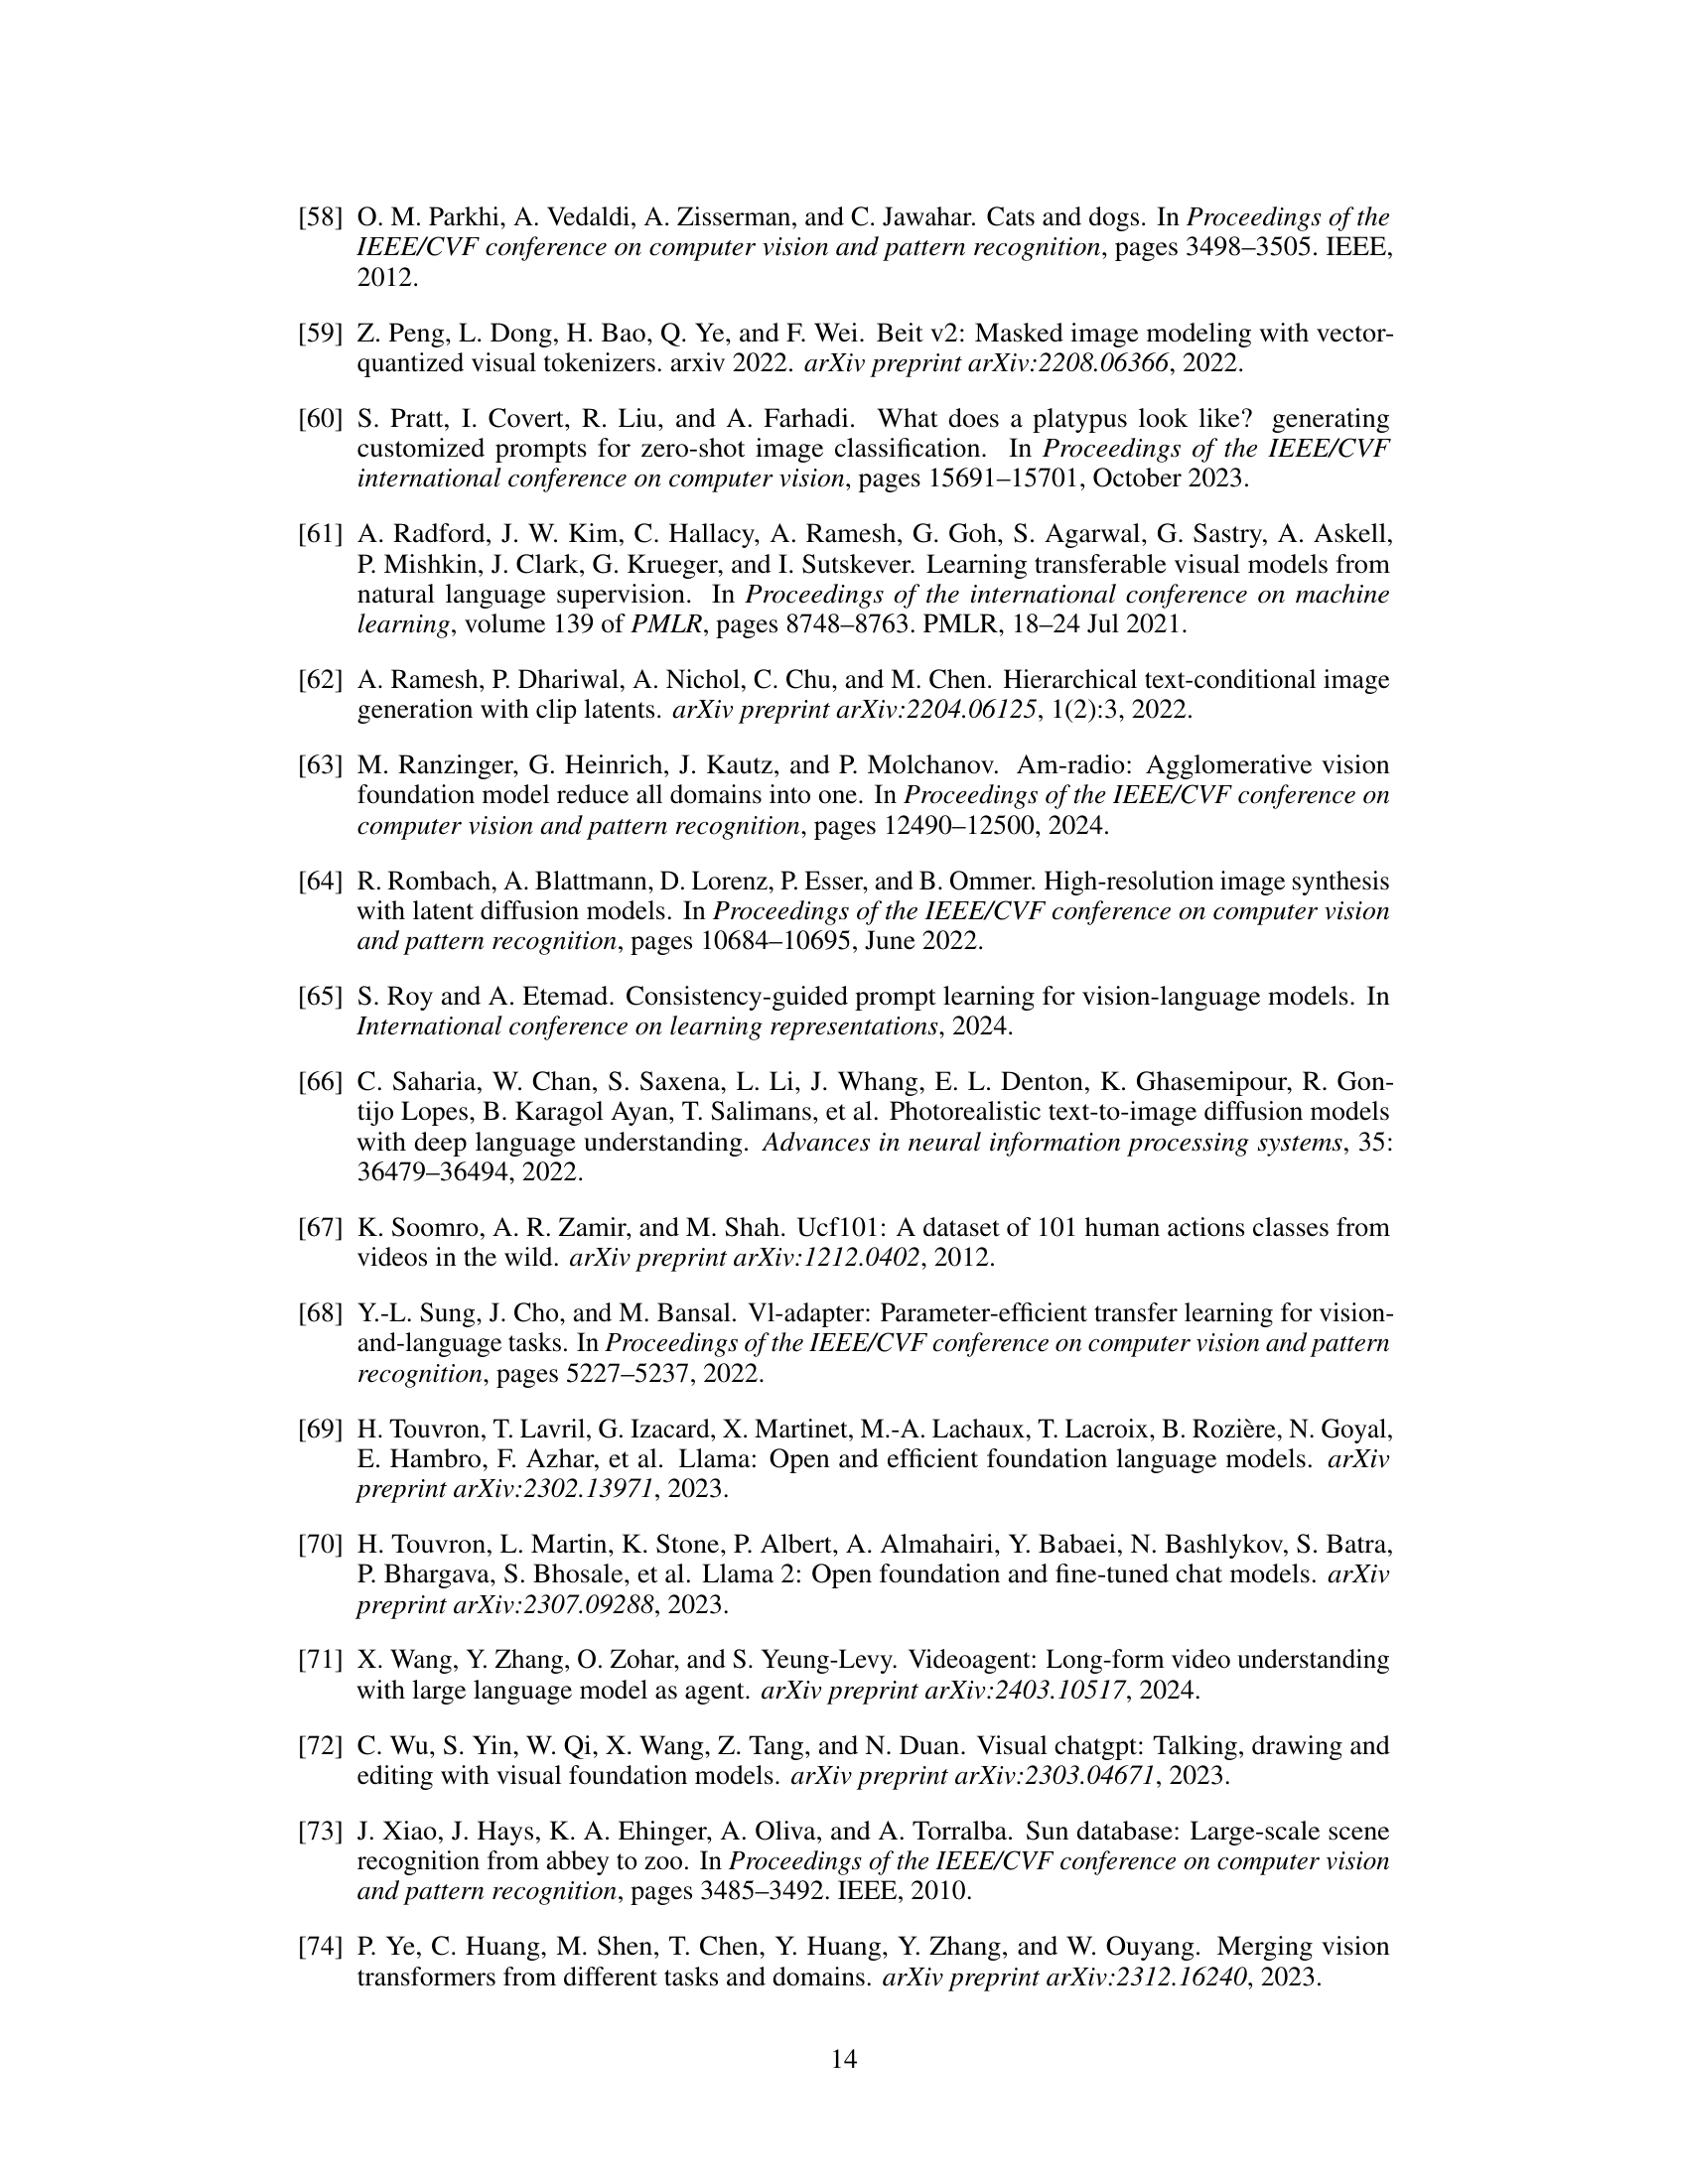 [58] O. M. Parkhi, A. Vedaldi, A. Zisserman, and C. Jawahar. Cats and dogs. In Proceedings of the
IEEE/CVF conference on computer vision and pattern recognition, pages 3498–3505. IEEE,
2012.
[59] Z. Peng, L. Dong, H. Bao, Q. Ye, and F. Wei. Beit v2: Masked image modeling with vector-
quantized visual tokenizers. arxiv 2022. arXiv preprint arXiv:2208.06366, 2022.
[60] S. Pratt, I. Covert, R. Liu, and A. Farhadi. What does a platypus look like? generating
customized prompts for zero-shot image classification. In Proceedings of the IEEE/CVF
international conference on computer vision, pages 15691–15701, October 2023.
[61] A. Radford, J. W. Kim, C. Hallacy, A. Ramesh, G. Goh, S. Agarwal, G. Sastry, A. Askell,
P. Mishkin, J. Clark, G. Krueger, and I. Sutskever. Learning transferable visual models from
natural language supervision. In Proceedings of the international conference on machine
learning, volume 139 of PMLR, pages 8748–8763. PMLR, 18–24 Jul 2021.
[62] A. Ramesh, P. Dhariwal, A. Nichol, C. Chu, and M. Chen. Hierarchical text-conditional image
generation with clip latents. arXiv preprint arXiv:2204.06125, 1(2):3, 2022.
[63] M. Ranzinger, G. Heinrich, J. Kautz, and P. Molchanov. Am-radio: Agglomerative vision
foundation model reduce all domains into one. In Proceedings of the IEEE/CVF conference on
computer vision and pattern recognition, pages 12490–12500, 2024.
[64] R. Rombach, A. Blattmann, D. Lorenz, P. Esser, and B. Ommer. High-resolution image synthesis
with latent diffusion models. In Proceedings of the IEEE/CVF conference on computer vision
and pattern recognition, pages 10684–10695, June 2022.
[65] S. Roy and A. Etemad. Consistency-guided prompt learning for vision-language models. In
International conference on learning representations, 2024.
[66] C. Saharia, W. Chan, S. Saxena, L. Li, J. Whang, E. L. Denton, K. Ghasemipour, R. Gon-
tijo Lopes, B. Karagol Ayan, T. Salimans, et al. Photorealistic text-to-image diffusion models
with deep language understanding. Advances in neural information processing systems, 35:
36479–36494, 2022.
[67] K. Soomro, A. R. Zamir, and M. Shah. Ucf101: A dataset of 101 human actions classes from
videos in the wild. arXiv preprint arXiv:1212.0402, 2012.
[68] Y.-L. Sung, J. Cho, and M. Bansal. Vl-adapter: Parameter-efficient transfer learning for vision-
and-language tasks. In Proceedings of the IEEE/CVF conference on computer vision and pattern
recognition, pages 5227–5237, 2022.
[69] H. Touvron, T. Lavril, G. Izacard, X. Martinet, M.-A. Lachaux, T. Lacroix, B. Rozière, N. Goyal,
E. Hambro, F. Azhar, et al. Llama: Open and efficient foundation language models. arXiv
preprint arXiv:2302.13971, 2023.
[70] H. Touvron, L. Martin, K. Stone, P. Albert, A. Almahairi, Y. Babaei, N. Bashlykov, S. Batra,
P. Bhargava, S. Bhosale, et al. Llama 2: Open foundation and fine-tuned chat models. arXiv
preprint arXiv:2307.09288, 2023.
[71] X. Wang, Y. Zhang, O. Zohar, and S. Yeung-Levy. Videoagent: Long-form video understanding
with large language model as agent. arXiv preprint arXiv:2403.10517, 2024.
[72] C. Wu, S. Yin, W. Qi, X. Wang, Z. Tang, and N. Duan. Visual chatgpt: Talking, drawing and
editing with visual foundation models. arXiv preprint arXiv:2303.04671, 2023.
[73] J. Xiao, J. Hays, K. A. Ehinger, A. Oliva, and A. Torralba. Sun database: Large-scale scene
recognition from abbey to zoo. In Proceedings of the IEEE/CVF conference on computer vision
and pattern recognition, pages 3485–3492. IEEE, 2010.
[74] P. Ye, C. Huang, M. Shen, T. Chen, Y. Huang, Y. Zhang, and W. Ouyang. Merging vision
transformers from different tasks and domains. arXiv preprint arXiv:2312.16240, 2023.
14